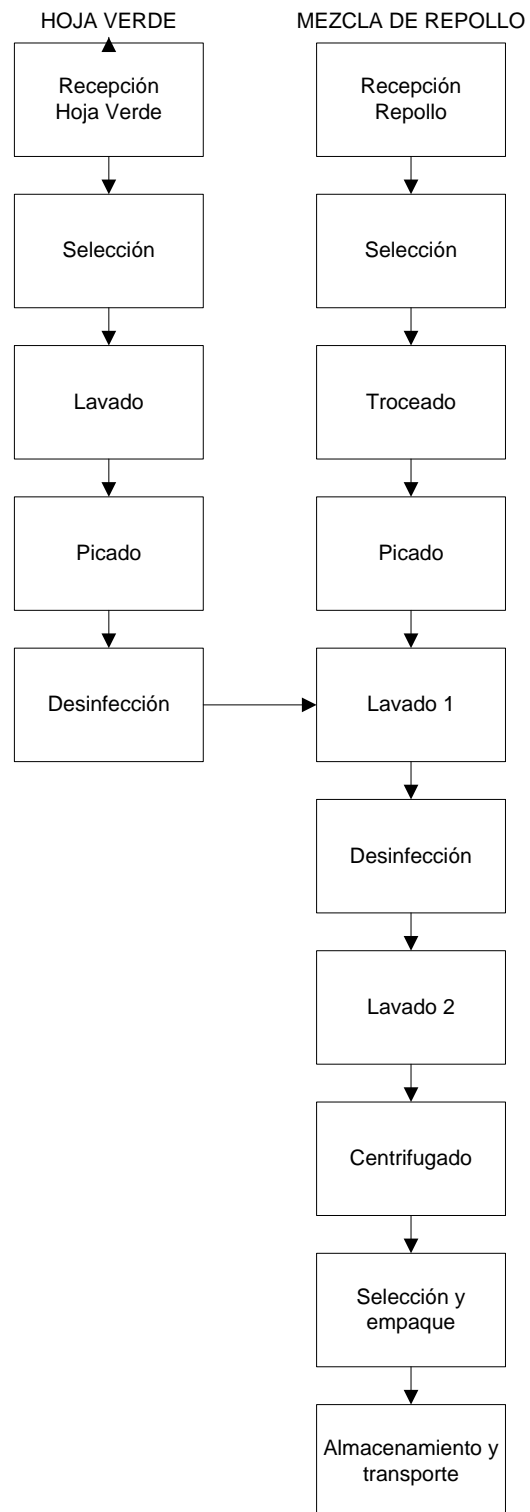 HOJA VERDE
Recepción
Hoja Verde
Selección
Lavado
Picado
Desinfección
MEZCLA DE REPOLLO
Recepción
Repollo
Selección
Troceado
Picado
Lavado 1
Desinfección
Lavado 2
Centrifugado
Selección y
empaque
Almacenamiento y
transporte